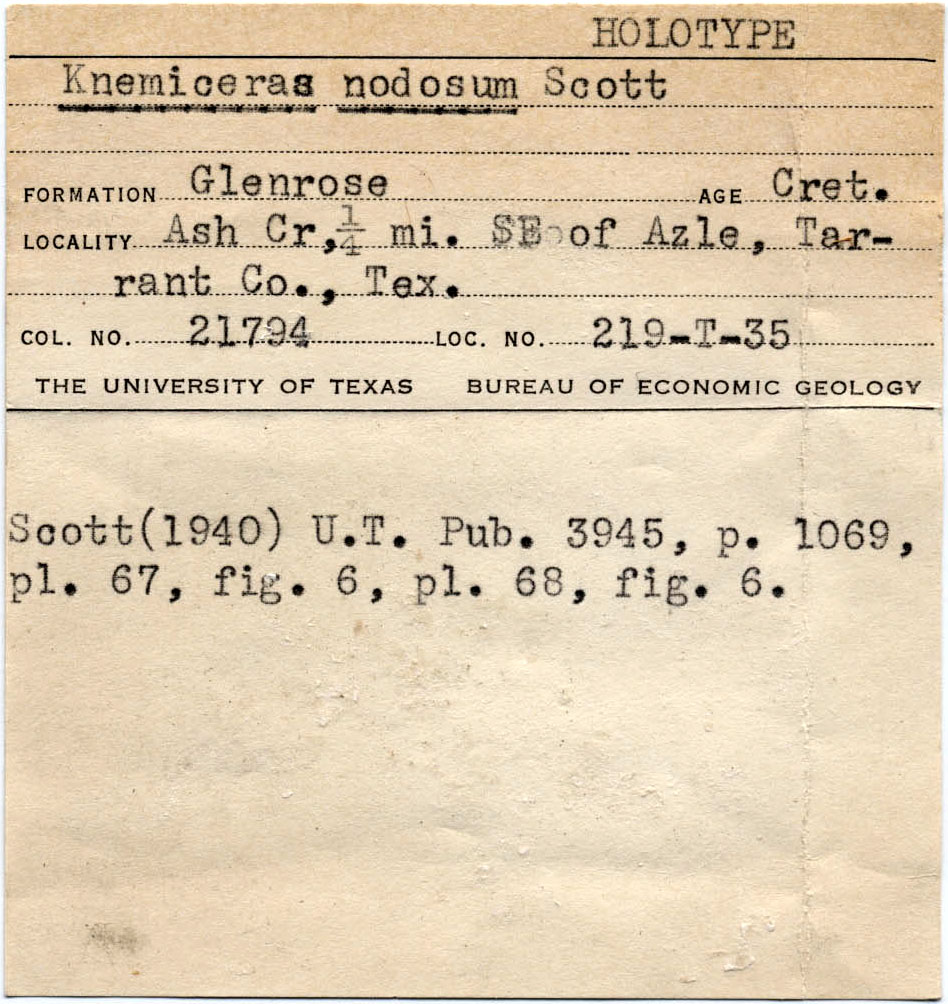 HOLOTYPE
Knemiceras nodosum Scott
FORMATION Glenrose AGE Cret.
LOCALITY Ash Cr, 1/4 mi. SE of Azle, Tar-
rant Co., Tex.
COL. NO. 21794 LOC. NO. 219-T-35
THE UNIVERSITY OF TEXAS BUREAU OF ECONOMIC GEOLOGY
Scott(1940) U.T. Pub. 3945, p. 1069,
pl. 67, fig. 6, pl. 68, fig. 6.